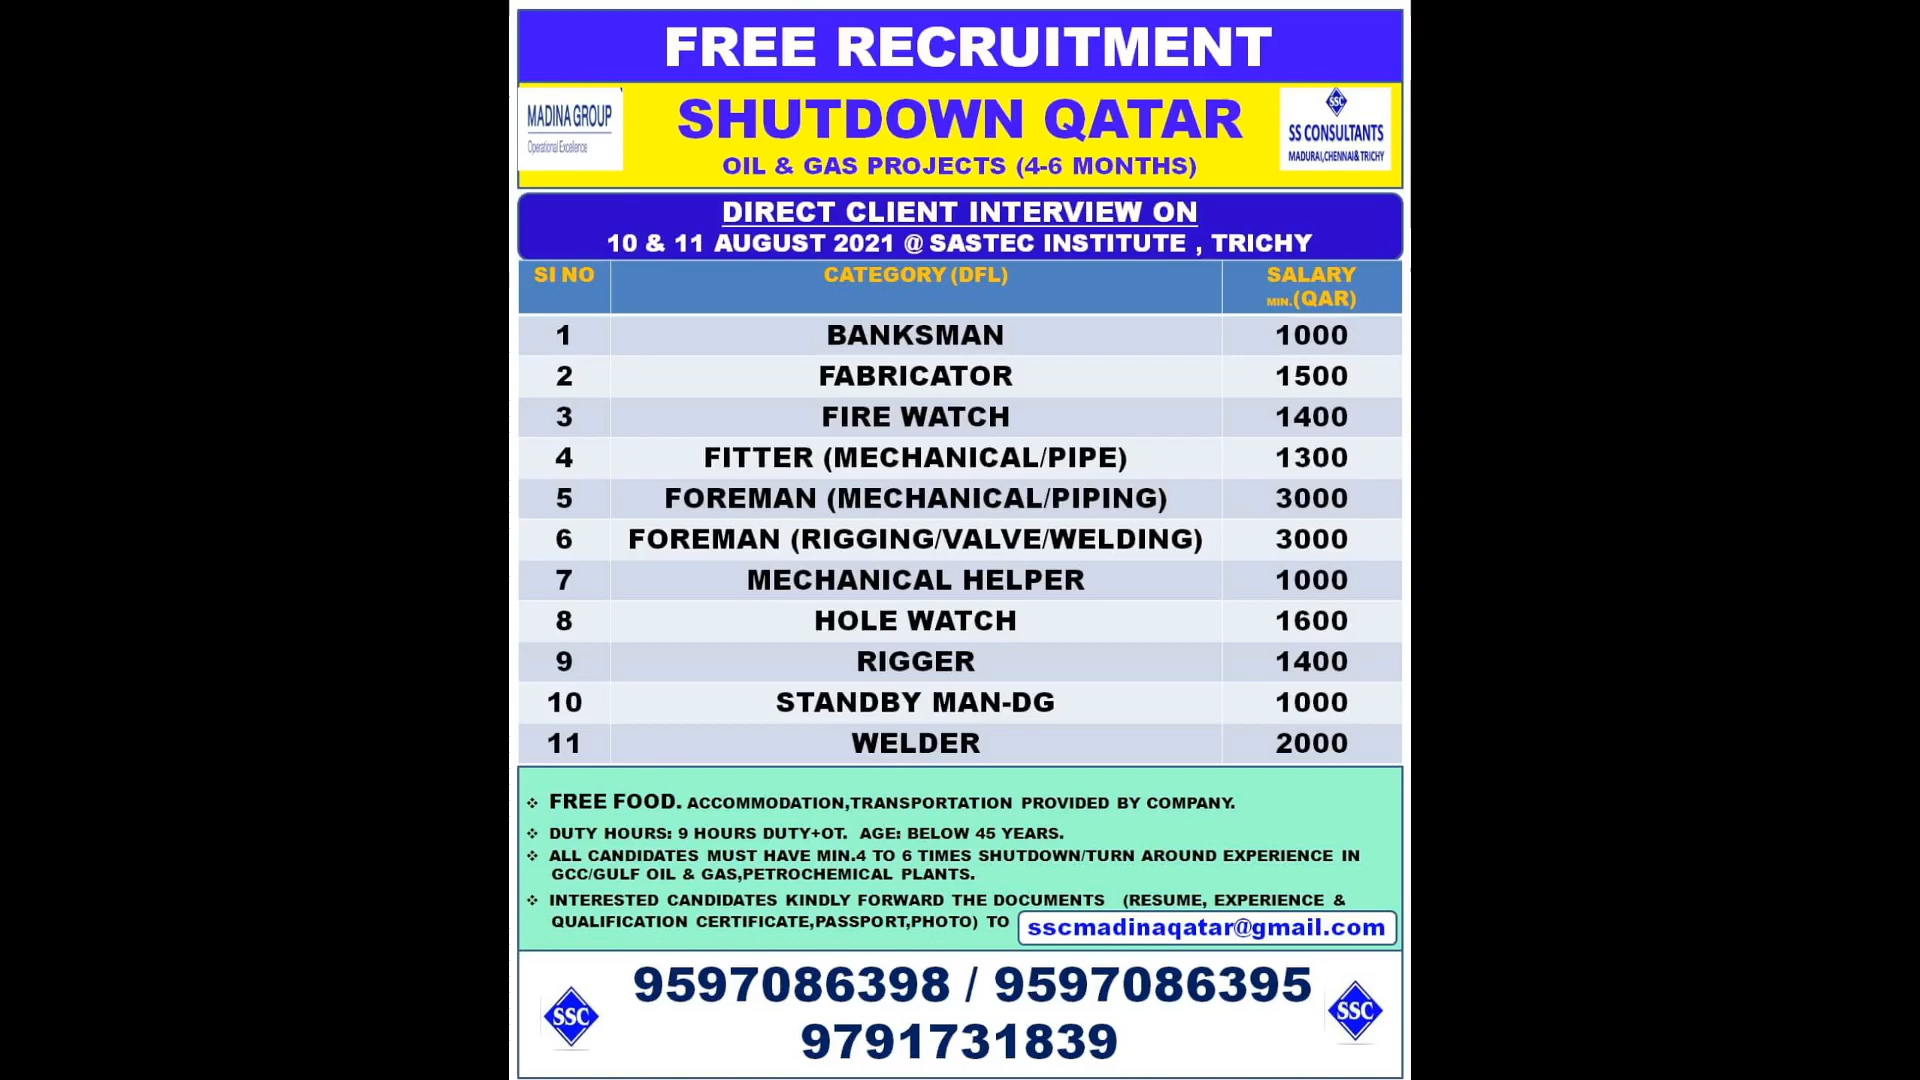 FREE RECRUITMENT
MADINA GROUP
Operational Excellence
SHUTDOWN QATAR
OIL & GAS PROJECTS (4-6 MONTHS)
SSC
SS CONSULTANTS
MADURAI,CHENNAI& TRICHY
DIRECT CLIENT INTERVIEW ON
10 & 11 AUGUST 2021 @ SASTEC INSTITUTE , TRICHY
SI NO CATEGORY (DFL) SALARY
MIN.(QAR)
1 BANKSMAN 1000
2 FABRICATOR 1500
3 FIRE WATCH 1400
4 FITTER (MECHANICAL/PIPE) 1300
5 FOREMAN (MECHANICAL/PIPING) 3000
6 FOREMAN (RIGGING/VALVE/WELDING) 3000
7 MECHANICAL HELPER 1000
8 HOLE WATCH 1600
9 RIGGER 1400
10 STANDBY MAN-DG 1000
11 WELDER 2000
FREE FOOD. ACCOMMODATION,TRANSPORTATION PROVIDED BY COMPANY.
DUTY HOURS: 9 HOURS DUTY+OT. AGE: BELOW 45 YEARS.
ALL CANDIDATES MUST HAVE MIN.4 TO 6 TIMES SHUTDOWN/TURN AROUND EXPERIENCE IN
GCC/GULF OIL & GAS,PETROCHEMICAL PLANTS.
INTERESTED CANDIDATES KINDLY FORWARD THE DOCUMENTS (RESUME, EXPERIENCE &
QUALIFICATION CERTIFICATE,PASSPORT,PHOTO) TO sscmadinaqatar@gmail.com
9597086398 / 9597086395
SSC SSC
9791731839